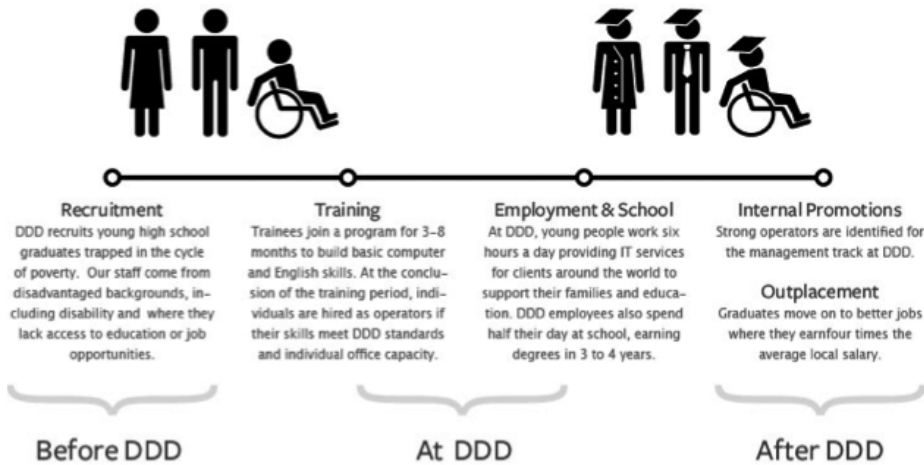 Recruitment
DDD recruits young high school
graduates trapped in the cycle
of poverty. Our staff come from
disadvantaged backgrounds, in-
cluding disability and where they
lack access to education or job
opportunities.
Training
Trainees join a program for 3-8
months to build basic computer
and English skills. At the conclu-
sion of the training period, indi-
viduals are hired as operators if
their skills meet DDD standards
and individual office capacity.
Employment & School
At DDD, young people work six
hours a day providing IT services
for clients around the world to
support their families and educa-
tion. DDD employees also spend
half their day at school, earning
degrees in 3 to 4 years.
Internal Promotions
Strong operators are identified for
the management track at DDD.
Outplacement
Graduates move on to better jobs
where they earnfour times the
average local salary.
Before DDD
At DDD
After DDD